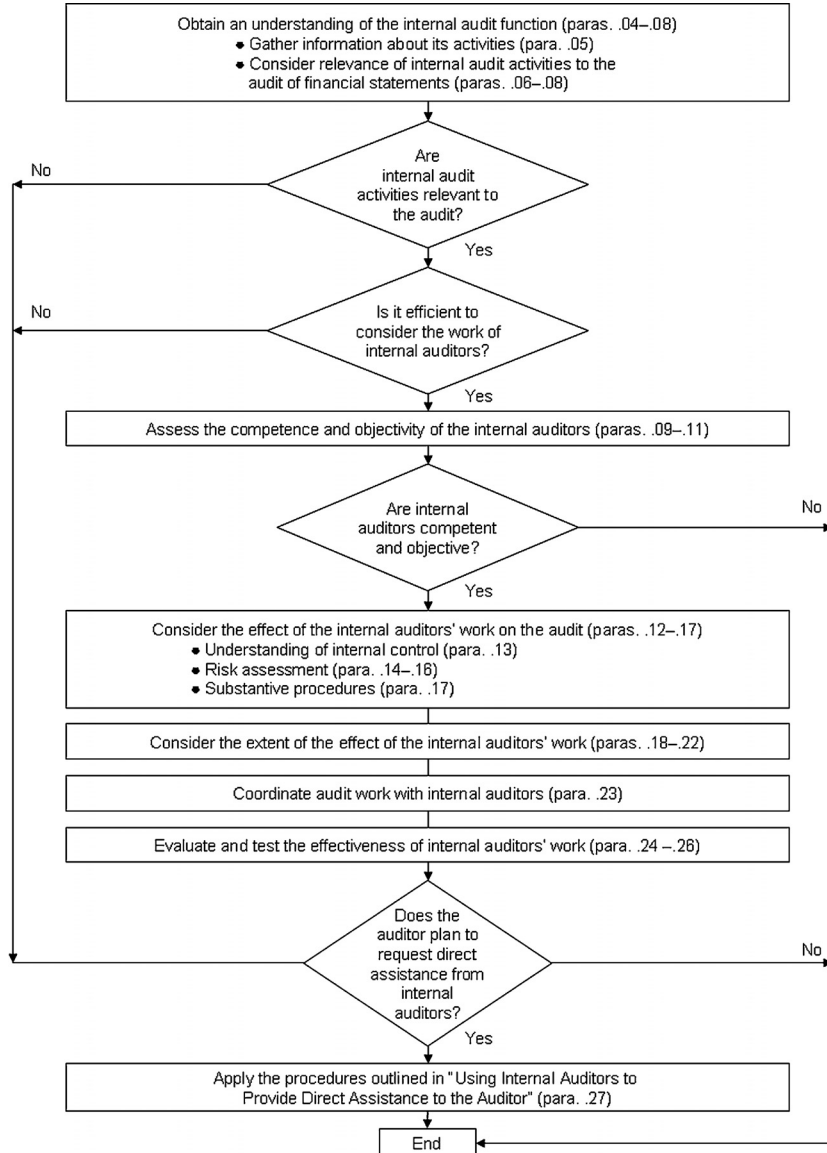 Obtain an understanding of the internal audit function (paras. .04–.08)
• Gather information about its activities (para. .05)
• Consider relevance of internal audit activities to the
audit of financial statements (paras. .06–.08)
Are
internal audit
activities relevant to
the audit?
No
Yes
Is it efficient to
consider the work of
internal auditors?
No
Yes
Assess the competence and objectivity of the internal auditors (paras. .09–.11)
Are internal
auditors competent
and objective?
No
Yes
Consider the effect of the internal auditors' work on the audit (paras. .12–.17)
• Understanding of internal control (para. .13)
• Risk assessment (para. .14–.16)
• Substantive procedures (para. .17)
Consider the extent of the effect of the internal auditors' work (paras. .18–.22)
Coordinate audit work with internal auditors (para. .23)
Evaluate and test the effectiveness of internal auditors' work (para. .24 –.26)
Does the
auditor plan to
request direct
assistance from
internal
auditors?
No
Yes
Apply the procedures outlined in "Using Internal Auditors to
Provide Direct Assistance to the Auditor" (para. .27)
End